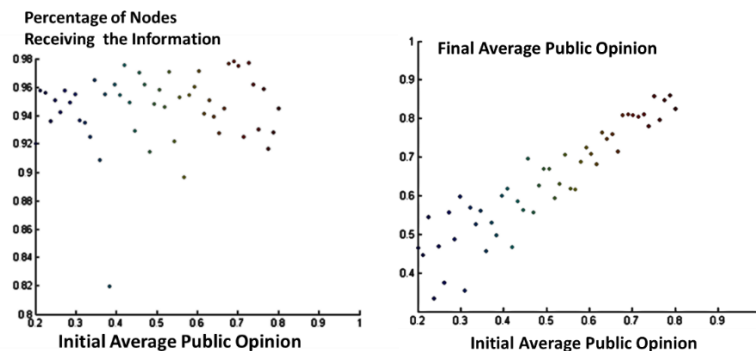 Percentage of Nodes
Receiving the Information
0.98
0.96
0.94
0.92
0.9
0.88
0.86
0.84
0.82
0.8
0.2 0.3 0.4 0.5 0.6 0.7 0.8 0.9 1
Initial Average Public Opinion
Final Average Public Opinion
1
0.9
0.8
0.7
0.6
0.5
0.4
0.2 0.3 0.4 0.5 0.6 0.7 0.8 0.9
Initial Average Public Opinion